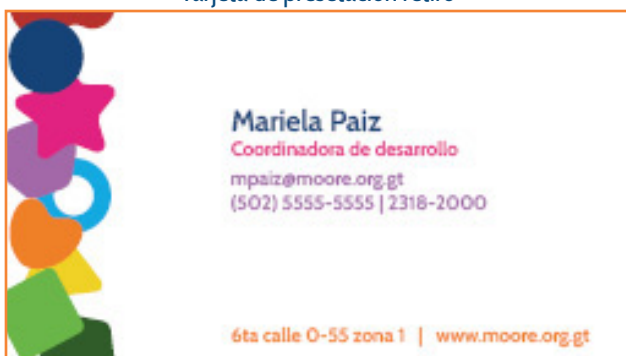 Mariela Paiz
Coordinadora de desarrollo
mpaiz@moore.org.gt
(502) 5555-5555 | 2318-2000
6ta calle 0-55 zona 1 | www.moore.org.gt